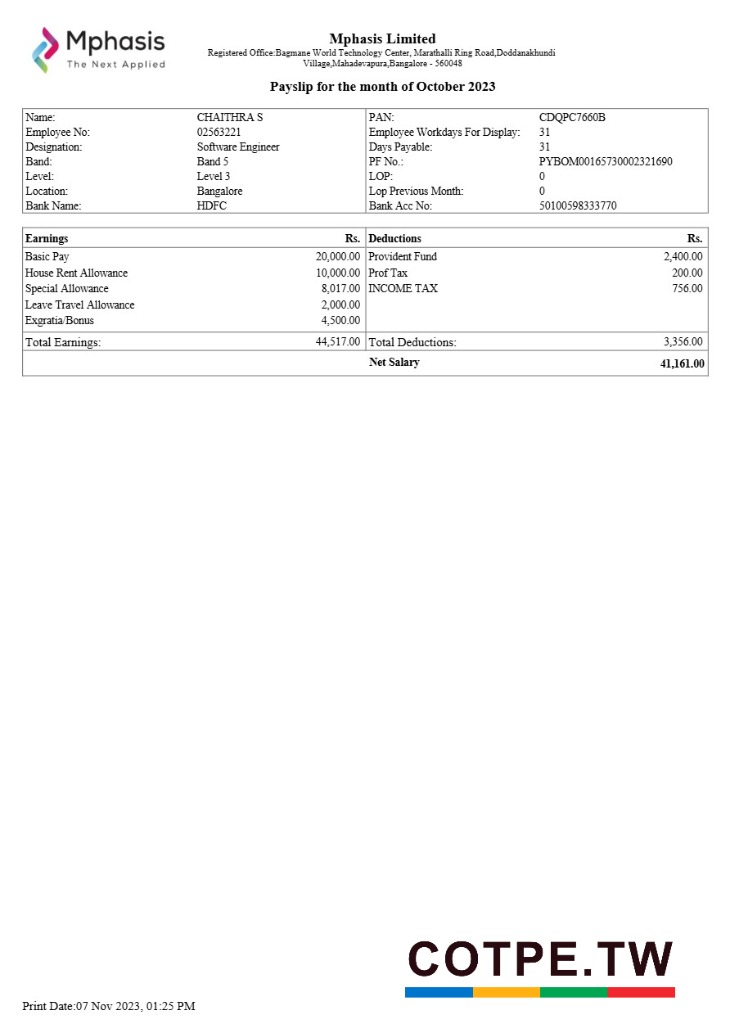 Mphasis
The Next Applied
Mphasis Limited
Registered Office:Bagmane World Technology Center, Marathalli Ring Road,Doddanakhundi
Village,Mahadevapura,Bangalore - 560048
Payslip for the month of October 2023
Name: CHAITHRA S PAN: CDQPC7660B
Employee No: 02563221 Employee Workdays For Display: 31
Designation: Software Engineer Days Payable: 31
Band: Band 5 PF No.: PYBOM00165730002321690
Level: Level 3 LOP: 0
Location: Bangalore Lop Previous Month: 0
Bank Name: HDFC Bank Acc No: 50100598333770
Earnings Rs. Deductions Rs.
Basic Pay 20,000.00 Provident Fund 2,400.00
House Rent Allowance 10,000.00 Prof Tax 200.00
Special Allowance 8,017.00 INCOME TAX 756.00
Leave Travel Allowance 2,000.00
Exgratia/Bonus 4,500.00
Total Earnings: 44,517.00 Total Deductions: 3,356.00
Net Salary 41,161.00
COTPE.TW
Print Date:07 Nov 2023, 01:25 PM